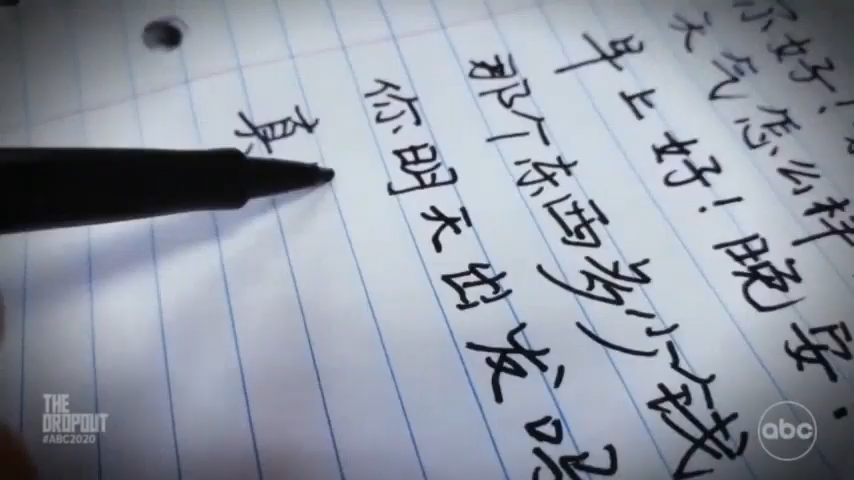 你好!
天气怎么样
早上好!晚安!
那个东西多少钱
你明天出发吗
真
THE
DROPOUT
#ABC2020
abc